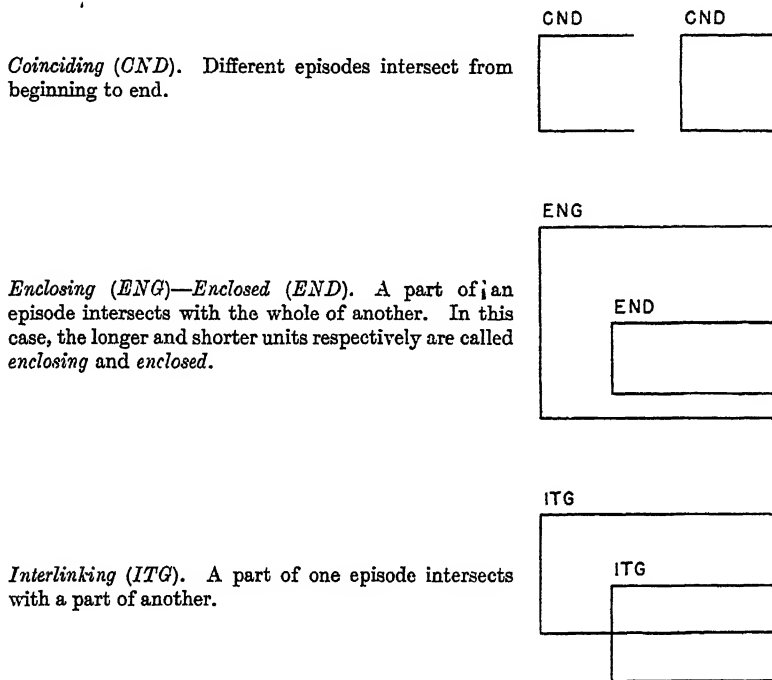 CND CND
Coinciding (CND). Different episodes intersect from
beginning to end.
ENG
Enclosing (ENG)—Enclosed (END). A part of an
episode intersects with the whole of another. In this
case, the longer and shorter units respectively are called
enclosing and enclosed.
END
ITG
Interlinking (ITG). A part of one episode intersects
with a part of another.
ITG